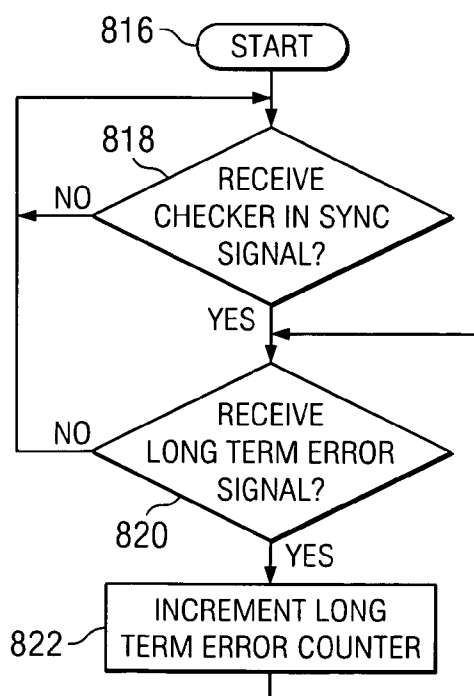 816
START
818
RECEIVE
CHECKER IN SYNC
SIGNAL?
NO
YES
RECEIVE
LONG TERM ERROR
SIGNAL?
NO
820
YES
INCREMENT LONG
TERM ERROR COUNTER
822